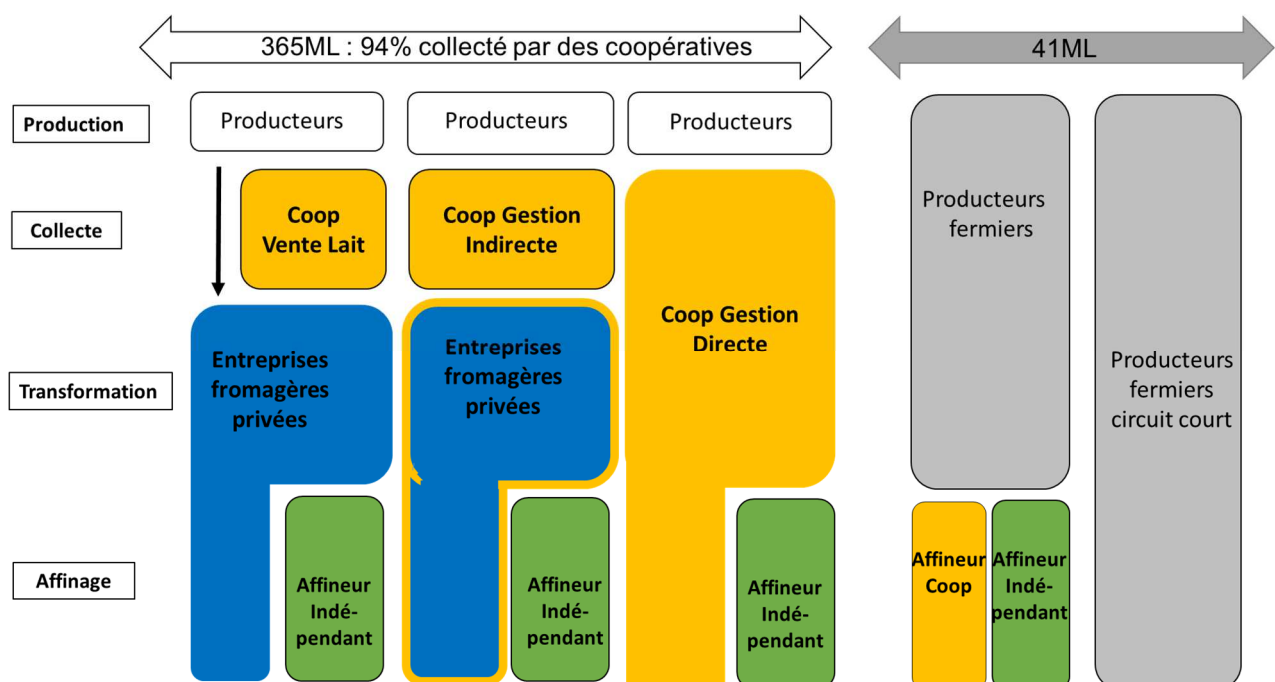 365ML : 94% collecté par des coopératives
41ML
Production
Producteurs
Producteurs
Producteurs
Collecte
Coop
Vente Lait
Coop Gestion
Indirecte
Producteurs
fermiers
Coop Gestion
Directe
Transformation
Entreprises
fromagères
privées
Entreprises
fromagères
privées
Producteurs
fermiers
circuit court
Affinage
Affineur
Indé-
pendant
Affineur
Indé-
pendant
Affineur
Indé-
pendant
Affineur
Coop
Affineur
Indé-
pendant